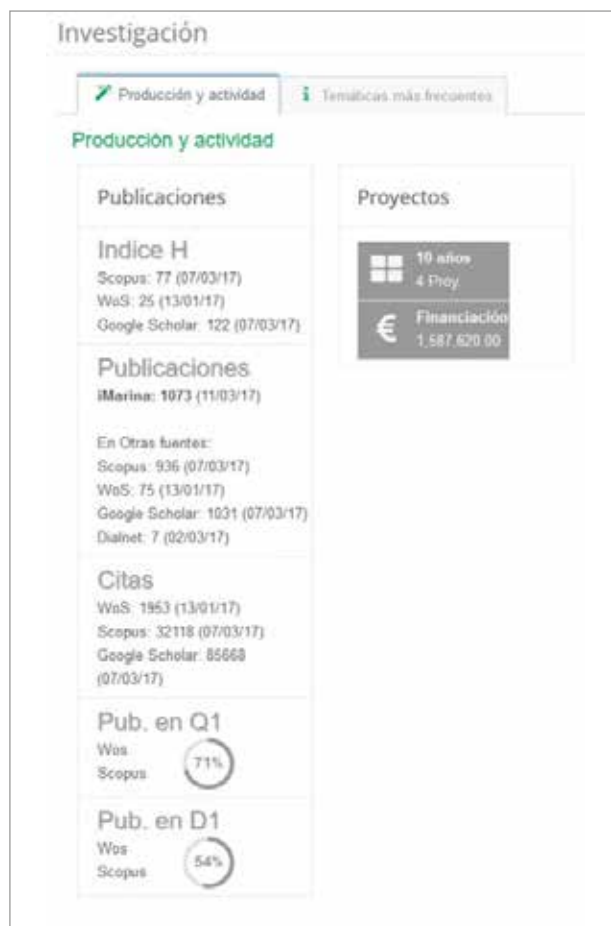 Investigación
Producción y actividad
Temáticas más frecuentes
Producción y actividad
Publicaciones
Indice H
Scopus: 77 (07/03/17)
WoS: 25 (13/01/17)
Google Scholar: 122 (07/03/17)
Publicaciones
iMarina: 1073 (11/03/17)
En Otras fuentes:
Scopus: 936 (07/03/17)
WoS: 75 (13/01/17)
Google Scholar: 1031 (07/03/17)
Dialnet: 7 (02/03/17)
Citas
WoS: 1953 (13/01/17)
Scopus: 32118 (07/03/17)
Google Scholar: 85668
(07/03/17)
Pub. en Q1
Wos
Scopus
71%
Pub. en D1
Wos
Scopus
54%
Proyectos
10 años
4 Proy.
€ Financiación
1,587,620.00